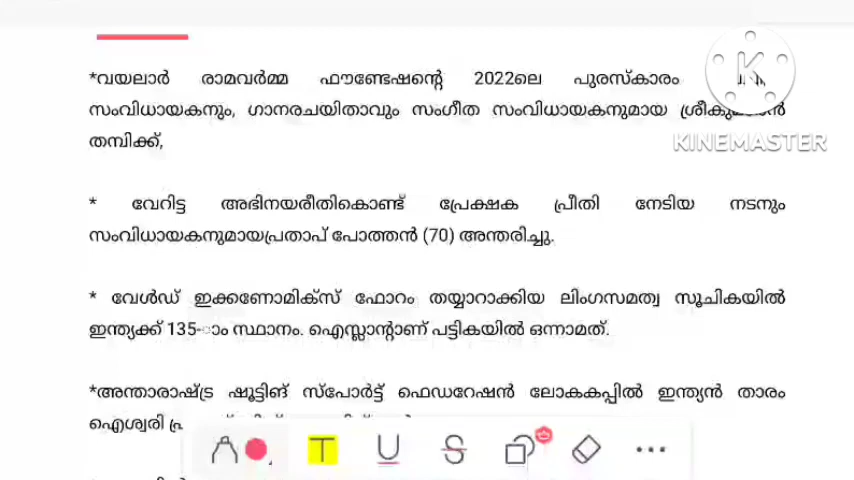 *വയലാർ രാമവർമ്മ ഫൗണ്ടേഷന്റെ 2022ലെ പുരസ്കാരം
സംവിധായകനും, ഗാനരചയിതാവും സംഗീത സംവിധായകനുമായ ശ്രീകുമാരൻ
തമ്പിക്ക്,
* വേറിട്ട അഭിനയരീതികൊണ്ട് പ്രേക്ഷക പ്രീതി നേടിയ നടനും
സംവിധായകനുമായപ്രതാപ് പോത്തൻ (70) അന്തരിച്ചു.
* വേൾഡ് ഇക്കണോമിക്സ് ഫോറം തയ്യാറാക്കിയ ലിംഗസമത്വ സൂചികയിൽ
ഇന്ത്യക്ക് 135-ാം സ്ഥാനം. ഐസ്ലാന്റാണ് പട്ടികയിൽ ഒന്നാമത്.
*അന്താരാഷ്ട്ര ഷൂട്ടിങ് സ്പോർട്ട് ഫെഡറേഷൻ ലോകകപ്പിൽ ഇന്ത്യൻ താരം
ഐശ്വരി
K
KINEMASTER
T
U
S